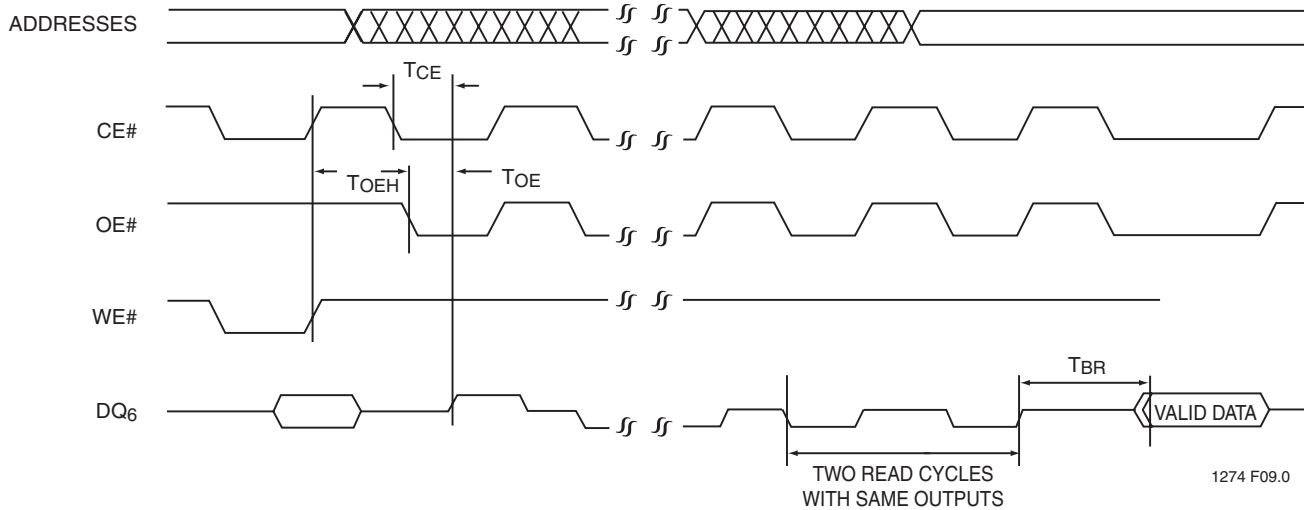 ADDRESSES
TCE
CE#
TOEH
TOE
OE#
WE#
TBR
DQ6
VALID DATA
TWO READ CYCLES
WITH SAME OUTPUTS
1274 F09.0